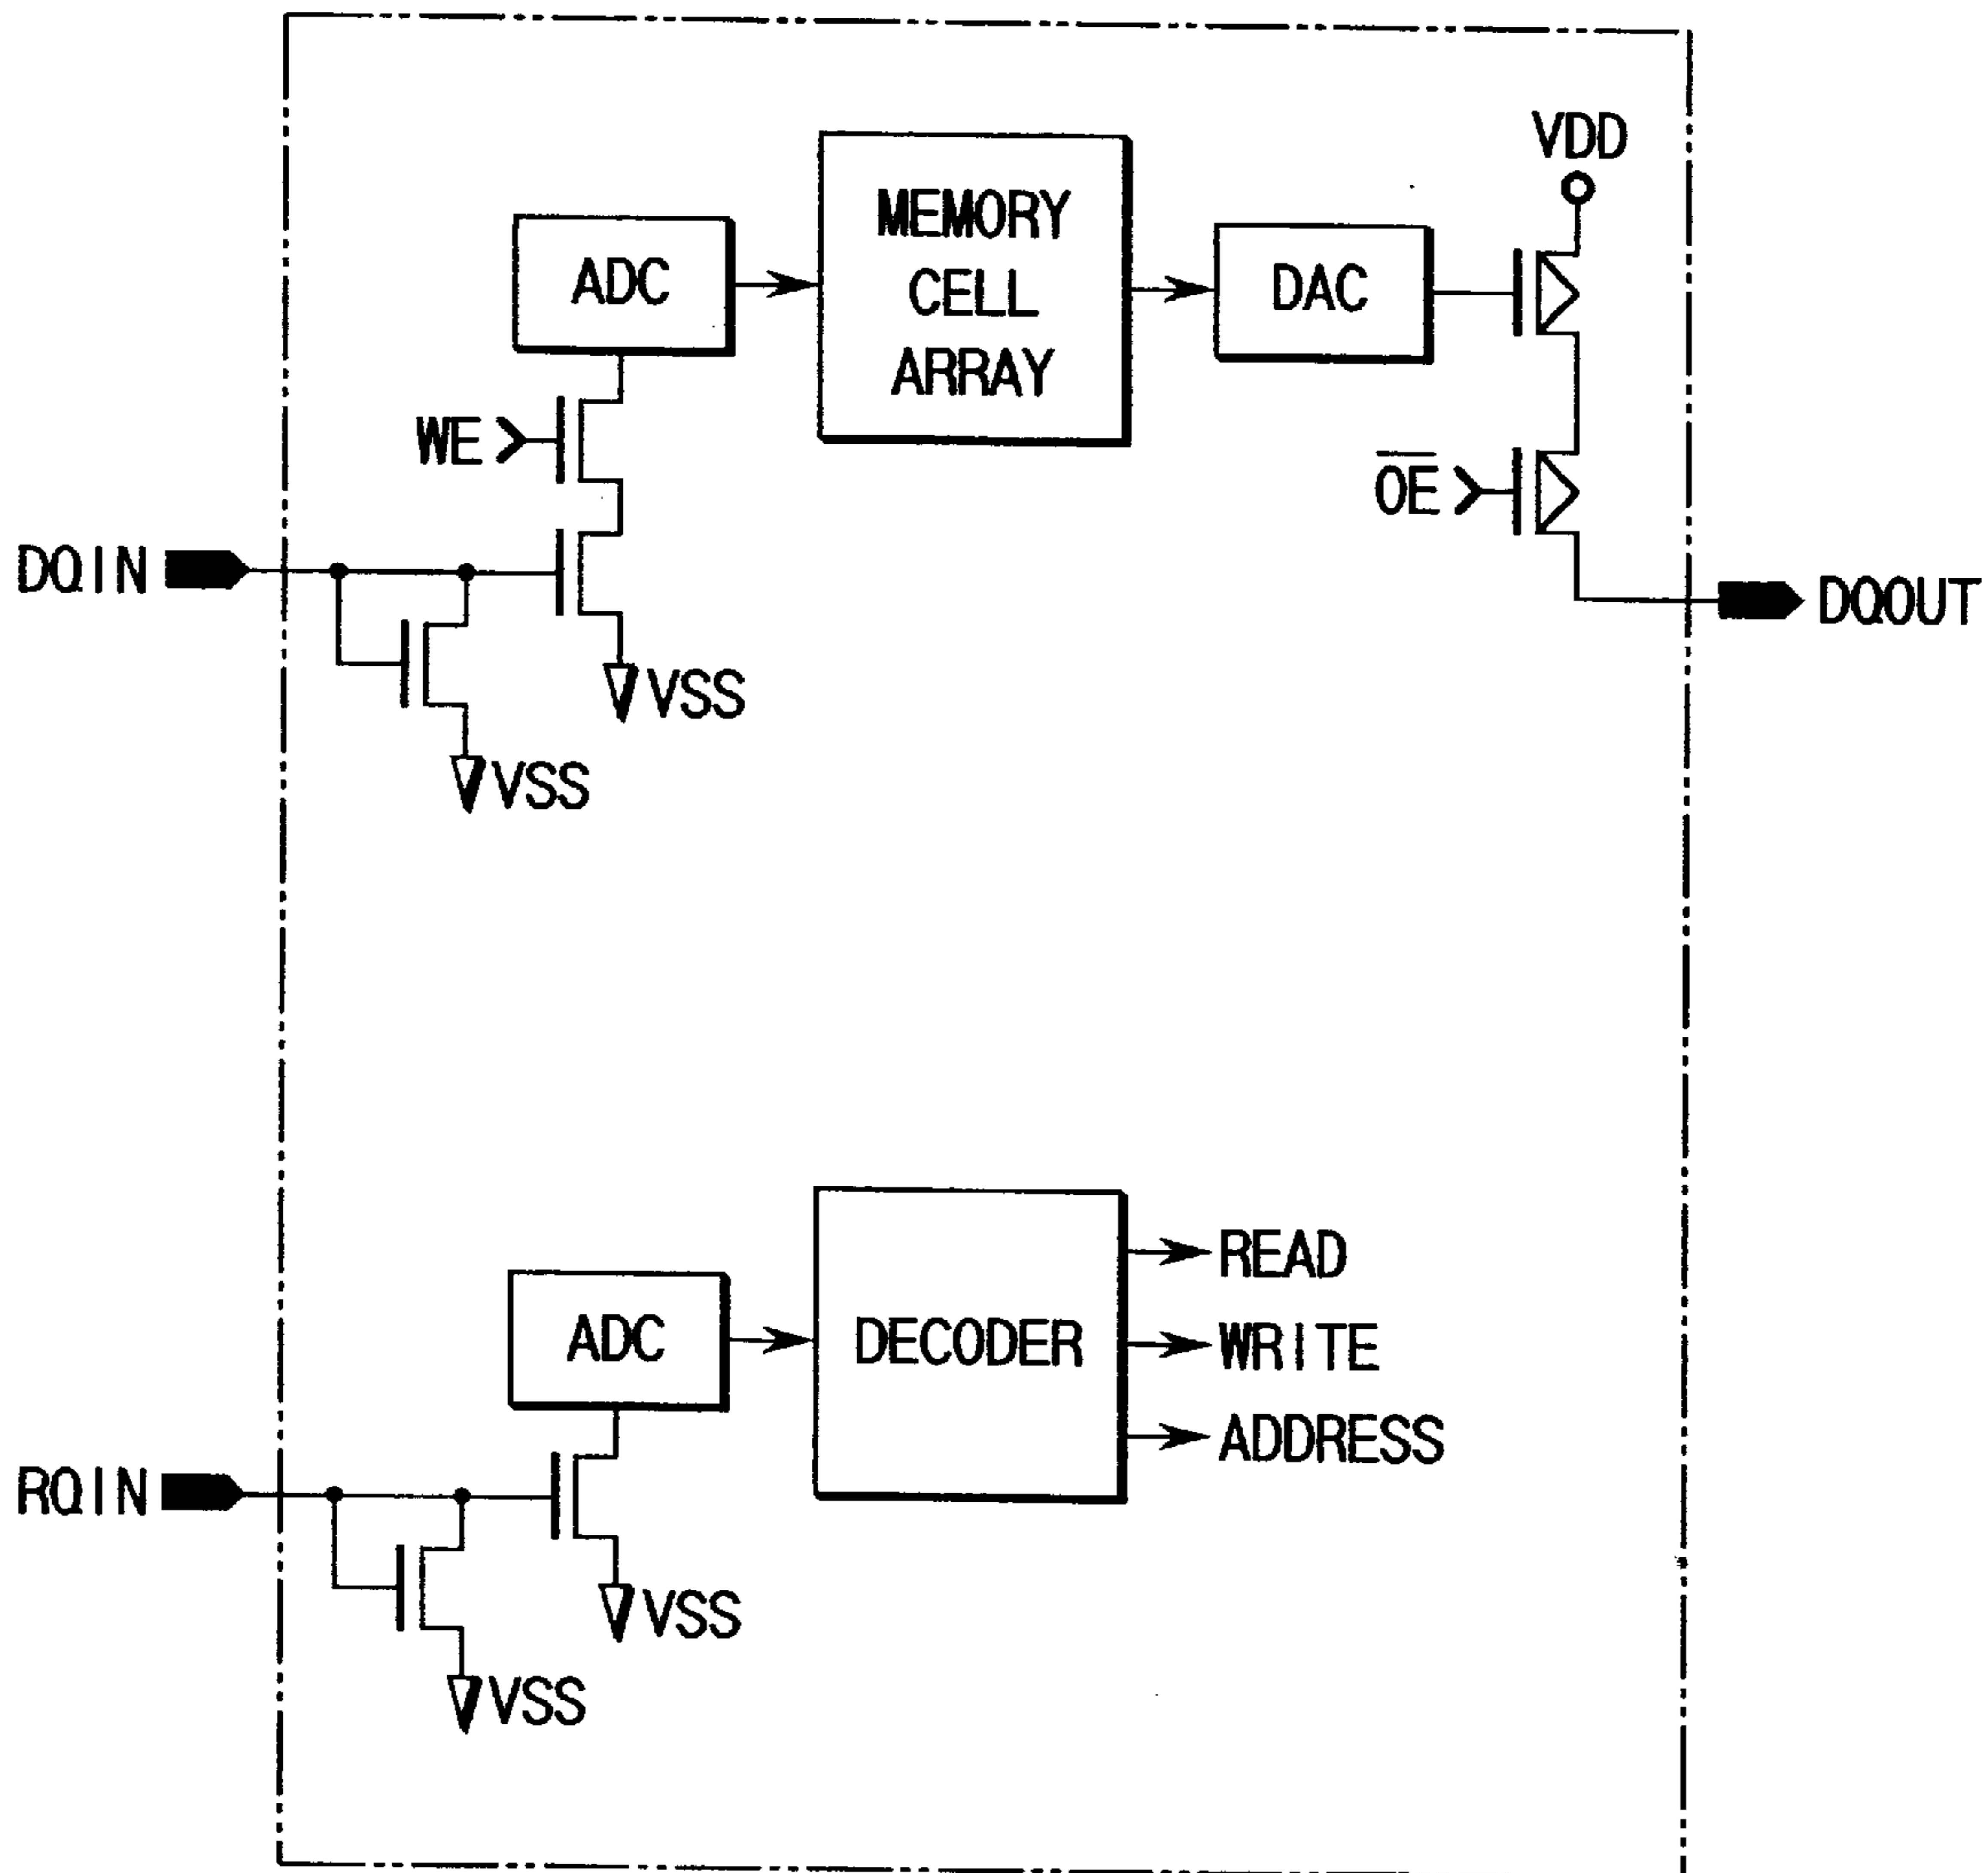 VDD
MEMORY
CELL
ARRAY
ADC
DAC
WE
O̅E̅
DQIN
DQOUT
VSS
VSS
READ
ADC
DECODER
WRITE
ADDRESS
RQIN
VSS
VSS